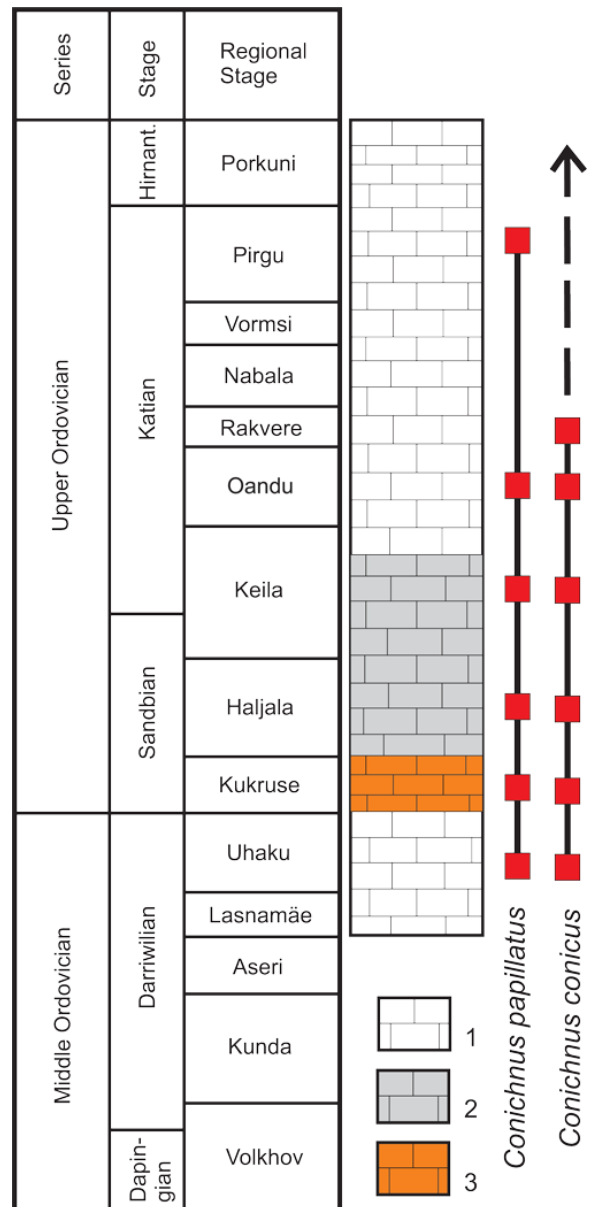 Series
Stage
Regional
Stage
Upper Ordovician
Middle Ordovician
Hirnant.
Katian
Sandbian
Darriwilian
Dapin-
gian
Porkuni
Pirgu
Vormsi
Nabala
Rakvere
Oandu
Keila
Haljala
Kukruse
Uhaku
Lasnamäe
Aseri
Kunda
Volkhov
1
2
3
Conichnus papillatus
Conichnus conicus